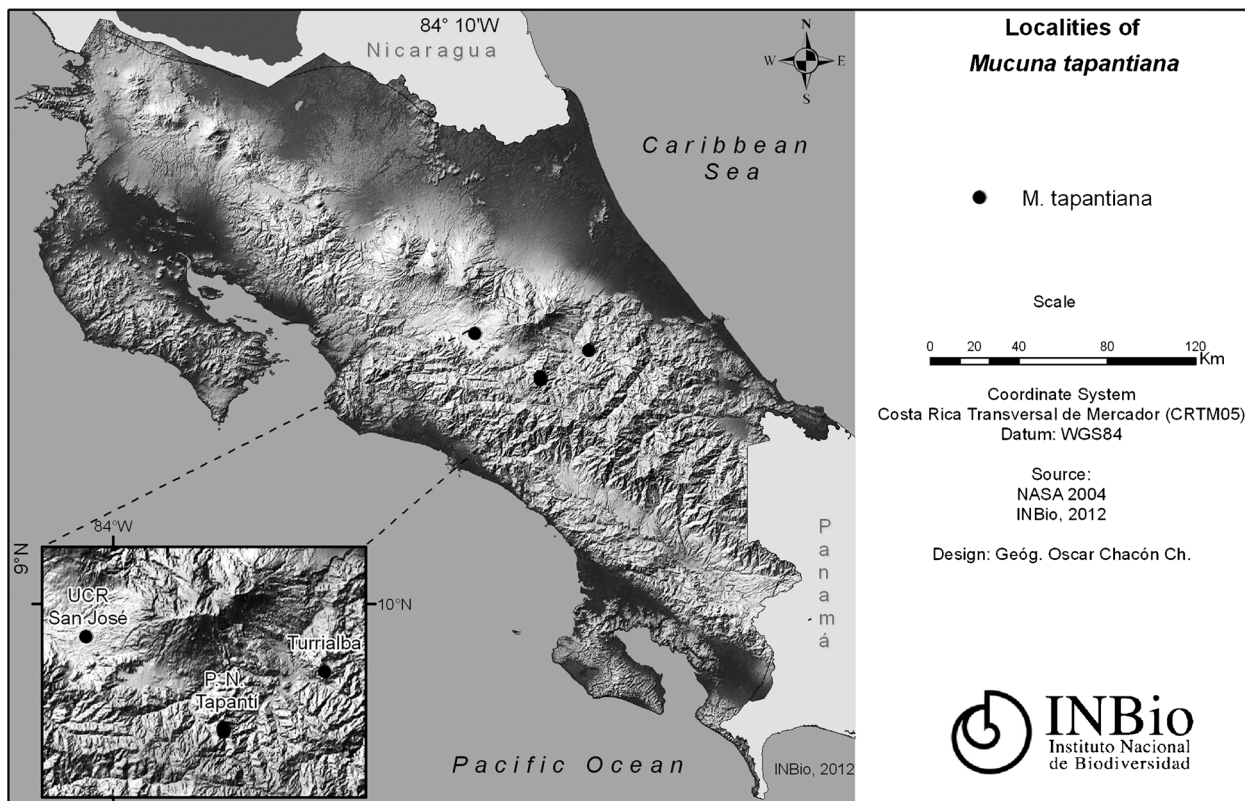 84° 10'W
Nicaragua
N
W
E
S
Caribbean
Sea
9°N
84°W
10°N
UCR
San José
Turrialba
P. N.
Tapantí
Panamá
Pacific Ocean
INBio, 2012
Localities of
Mucuna tapantiana
M. tapantiana
Scale
0 20 40 80 120
Km
Coordinate System
Costa Rica Transversal de Mercador (CRTM05)
Datum: WGS84
Source:
NASA 2004
INBio, 2012
Design: Geóg. Oscar Chacón Ch.
INBio
Instituto Nacional
de Biodiversidad